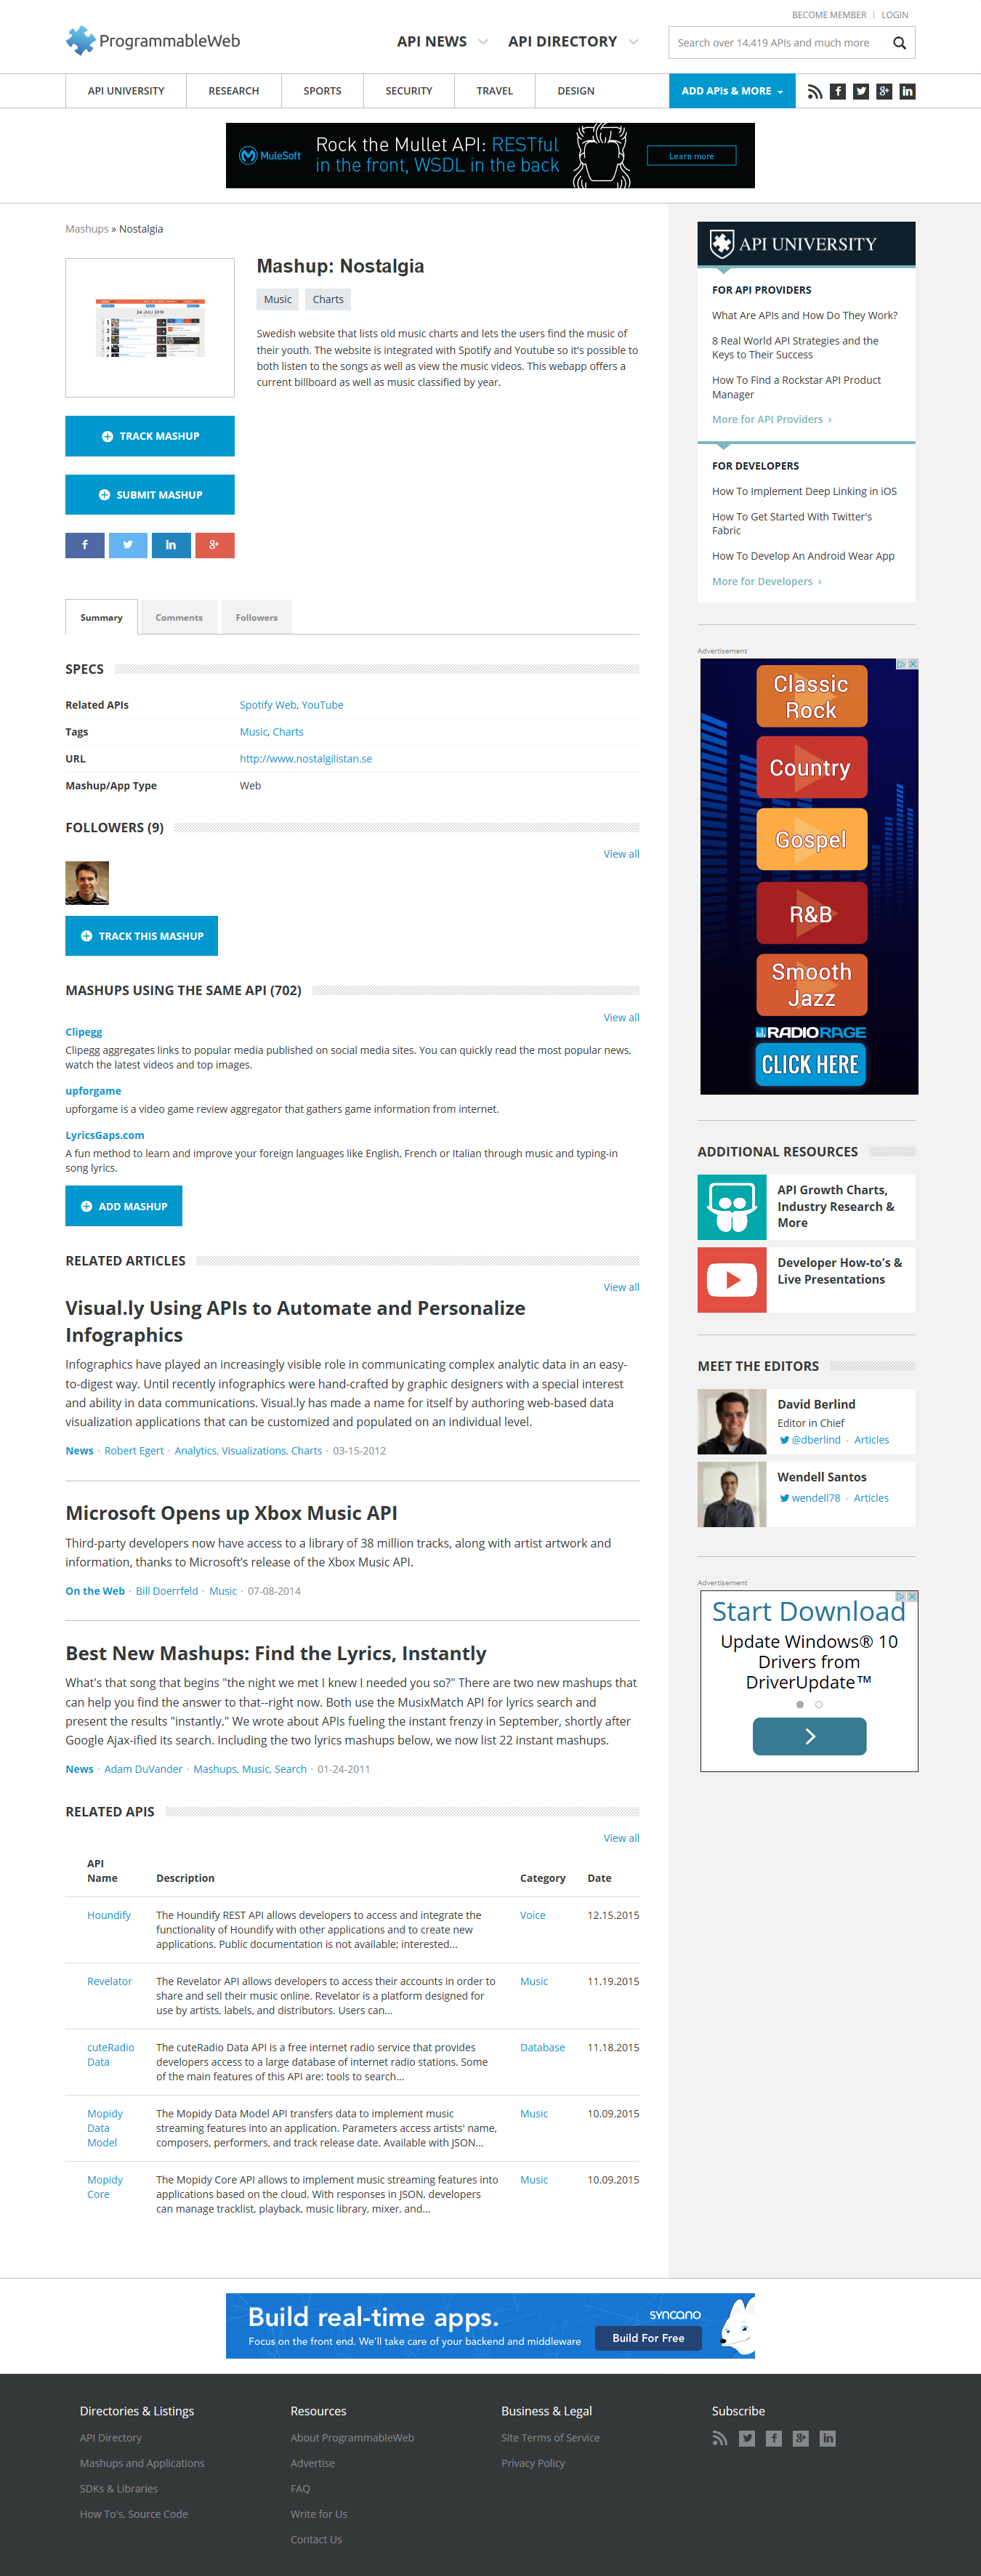 BECOME MEMBER | LOGIN
ProgrammableWeb
API NEWS
API DIRECTORY
Search over 14,419 APIs and much more
API UNIVERSITY
RESEARCH
SPORTS
SECURITY
TRAVEL
DESIGN
ADD APIs & MORE
MuleSoft
Rock the Mullet API: RESTful
in the front, WSDL in the back
Learn more
Mashups » Nostalgia
Mashup: Nostalgia
Music
Charts
Swedish website that lists old music charts and lets the users find the music of
their youth. The website is integrated with Spotify and Youtube so it's possible to
both listen to the songs as well as view the music videos. This webapp offers a
current billboard as well as music classified by year.
TRACK MASHUP
SUBMIT MASHUP
Summary
Comments
Followers
SPECS
Related APIs
Spotify Web, YouTube
Tags
Music, Charts
URL
http://www.nostalgilistan.se
Mashup/App Type
Web
FOLLOWERS (9)
View all
TRACK THIS MASHUP
MASHUPS USING THE SAME API (702)
View all
Clipegg
Clipegg aggregates links to popular media published on social media sites. You can quickly read the most popular news,
watch the latest videos and top images.
upforgame
upforgame is a video game review aggregator that gathers game information from internet.
LyricsGaps.com
A fun method to learn and improve your foreign languages like English, French or Italian through music and typing-in
song lyrics.
ADD MASHUP
RELATED ARTICLES
View all
Visual.ly Using APIs to Automate and Personalize
Infographics
Infographics have played an increasingly visible role in communicating complex analytic data in an easy-
to-digest way. Until recently infographics were hand-crafted by graphic designers with a special interest
and ability in data communications. Visual.ly has made a name for itself by authoring web-based data
visualization applications that can be customized and populated on an individual level.
News · Robert Egert · Analytics, Visualizations, Charts · 03-15-2012
Microsoft Opens up Xbox Music API
Third-party developers now have access to a library of 38 million tracks, along with artist artwork and
information, thanks to Microsoft's release of the Xbox Music API.
On the Web · Bill Doerrfeld · Music · 07-08-2014
Best New Mashups: Find the Lyrics, Instantly
What's that song that begins "the night we met I knew I needed you so?" There are two new mashups that
can help you find the answer to that--right now. Both use the MusixMatch API for lyrics search and
present the results "instantly." We wrote about APIs fueling the instant frenzy in September, shortly after
Google Ajax-ified its search. Including the two lyrics mashups below, we now list 22 instant mashups.
News · Adam DuVander · Mashups, Music, Search · 01-24-2011
RELATED APIS
View all
API
Name
Description
Category
Date
Houndify
The Houndify REST API allows developers to access and integrate the
functionality of Houndify with other applications and to create new
applications. Public documentation is not available; interested...
Voice
12.15.2015
Revelator
The Revelator API allows developers to access their accounts in order to
share and sell their music online. Revelator is a platform designed for
use by artists, labels, and distributors. Users can...
Music
11.19.2015
cuteRadio
Data
The cuteRadio Data API is a free internet radio service that provides
developers access to a large database of internet radio stations. Some
of the main features of this API are: tools to search...
Database
11.18.2015
Mopidy
Data
Model
The Mopidy Data Model API transfers data to implement music
streaming features into an application. Parameters access artists' name,
composers, performers, and track release date. Available with JSON...
Music
10.09.2015
Mopidy
Core
The Mopidy Core API allows to implement music streaming features into
applications based on the cloud. With responses in JSON, developers
can manage tracklist, playback, music library, mixer, and...
Music
10.09.2015
API UNIVERSITY
FOR API PROVIDERS
What Are APIs and How Do They Work?
8 Real World API Strategies and the
Keys to Their Success
How To Find a Rockstar API Product
Manager
More for API Providers ›
FOR DEVELOPERS
How To Implement Deep Linking in iOS
How To Get Started With Twitter's
Fabric
How To Develop An Android Wear App
More for Developers ›
Advertisement
Classic
Rock
Country
Gospel
R&B
Smooth
Jazz
RADIORAGE
CLICK HERE
ADDITIONAL RESOURCES
API Growth Charts,
Industry Research &
More
Developer How-to's &
Live Presentations
MEET THE EDITORS
David Berlind
Editor in Chief
@dberlind · Articles
Wendell Santos
wendell78 · Articles
Advertisement
Start Download
Update Windows® 10
Drivers from
DriverUpdate™
Build real-time apps.
Focus on the front end. We'll take care of your backend and middleware
syncano
Build For Free
Directories & Listings
API Directory
Mashups and Applications
SDKs & Libraries
How To's, Source Code
Resources
About ProgrammableWeb
Advertise
FAQ
Write for Us
Contact Us
Business & Legal
Site Terms of Service
Privacy Policy
Subscribe